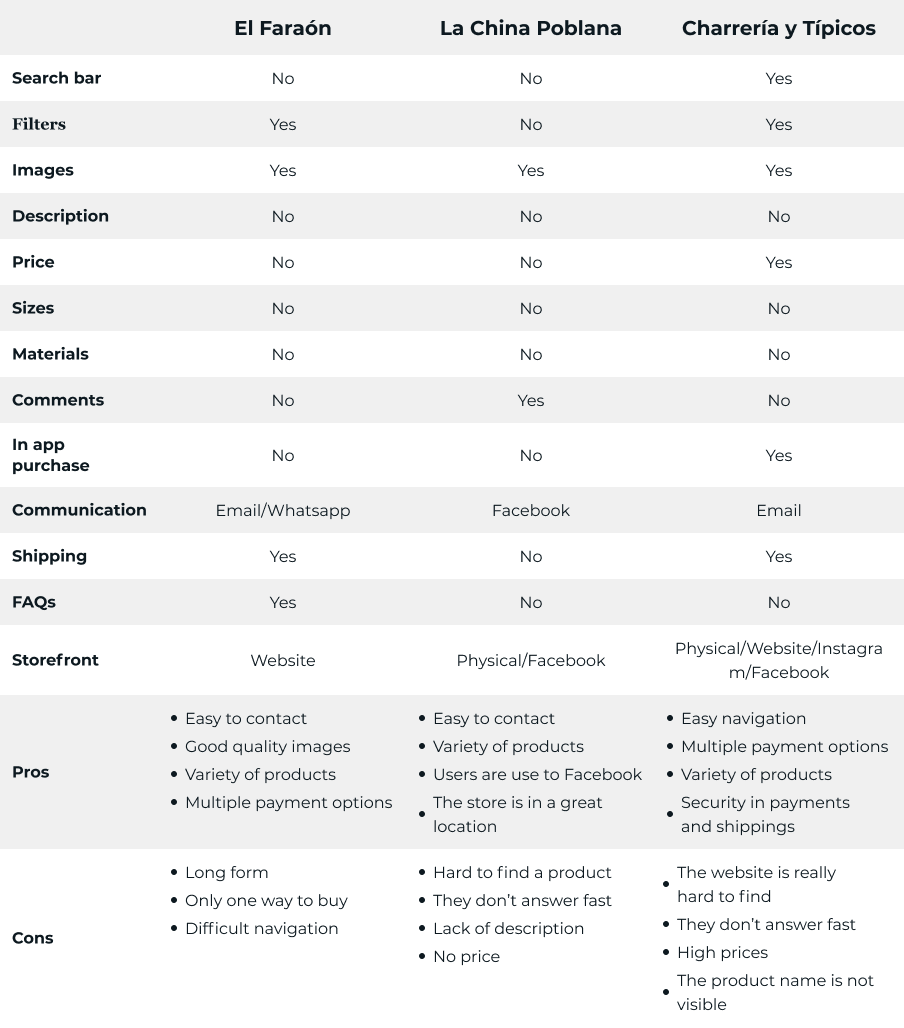 El Faraón La China Poblana Charrería y Típicos
Search bar No No Yes
Filters Yes No Yes
Images Yes Yes Yes
Description No No No
Price No No Yes
Sizes No No No
Materials No No No
Comments No Yes No
In app
purchase No No Yes
Communication Email/Whatsapp Facebook Email
Shipping Yes No Yes
FAQs Yes No No
Storefront Website Physical/Facebook Physical/Website/Instagra
m/Facebook
Pros
• Easy to contact
• Good quality images
• Variety of products
• Multiple payment options
• Easy to contact
• Variety of products
• Users are use to Facebook
• The store is in a great
location
• Easy navigation
• Multiple payment options
• Variety of products
• Security in payments
and shippings
Cons
• Long form
• Only one way to buy
• Difficult navigation
• Hard to find a product
• They don't answer fast
• Lack of description
• No price
• The website is really
hard to find
• They don't answer fast
• High prices
• The product name is not
visible